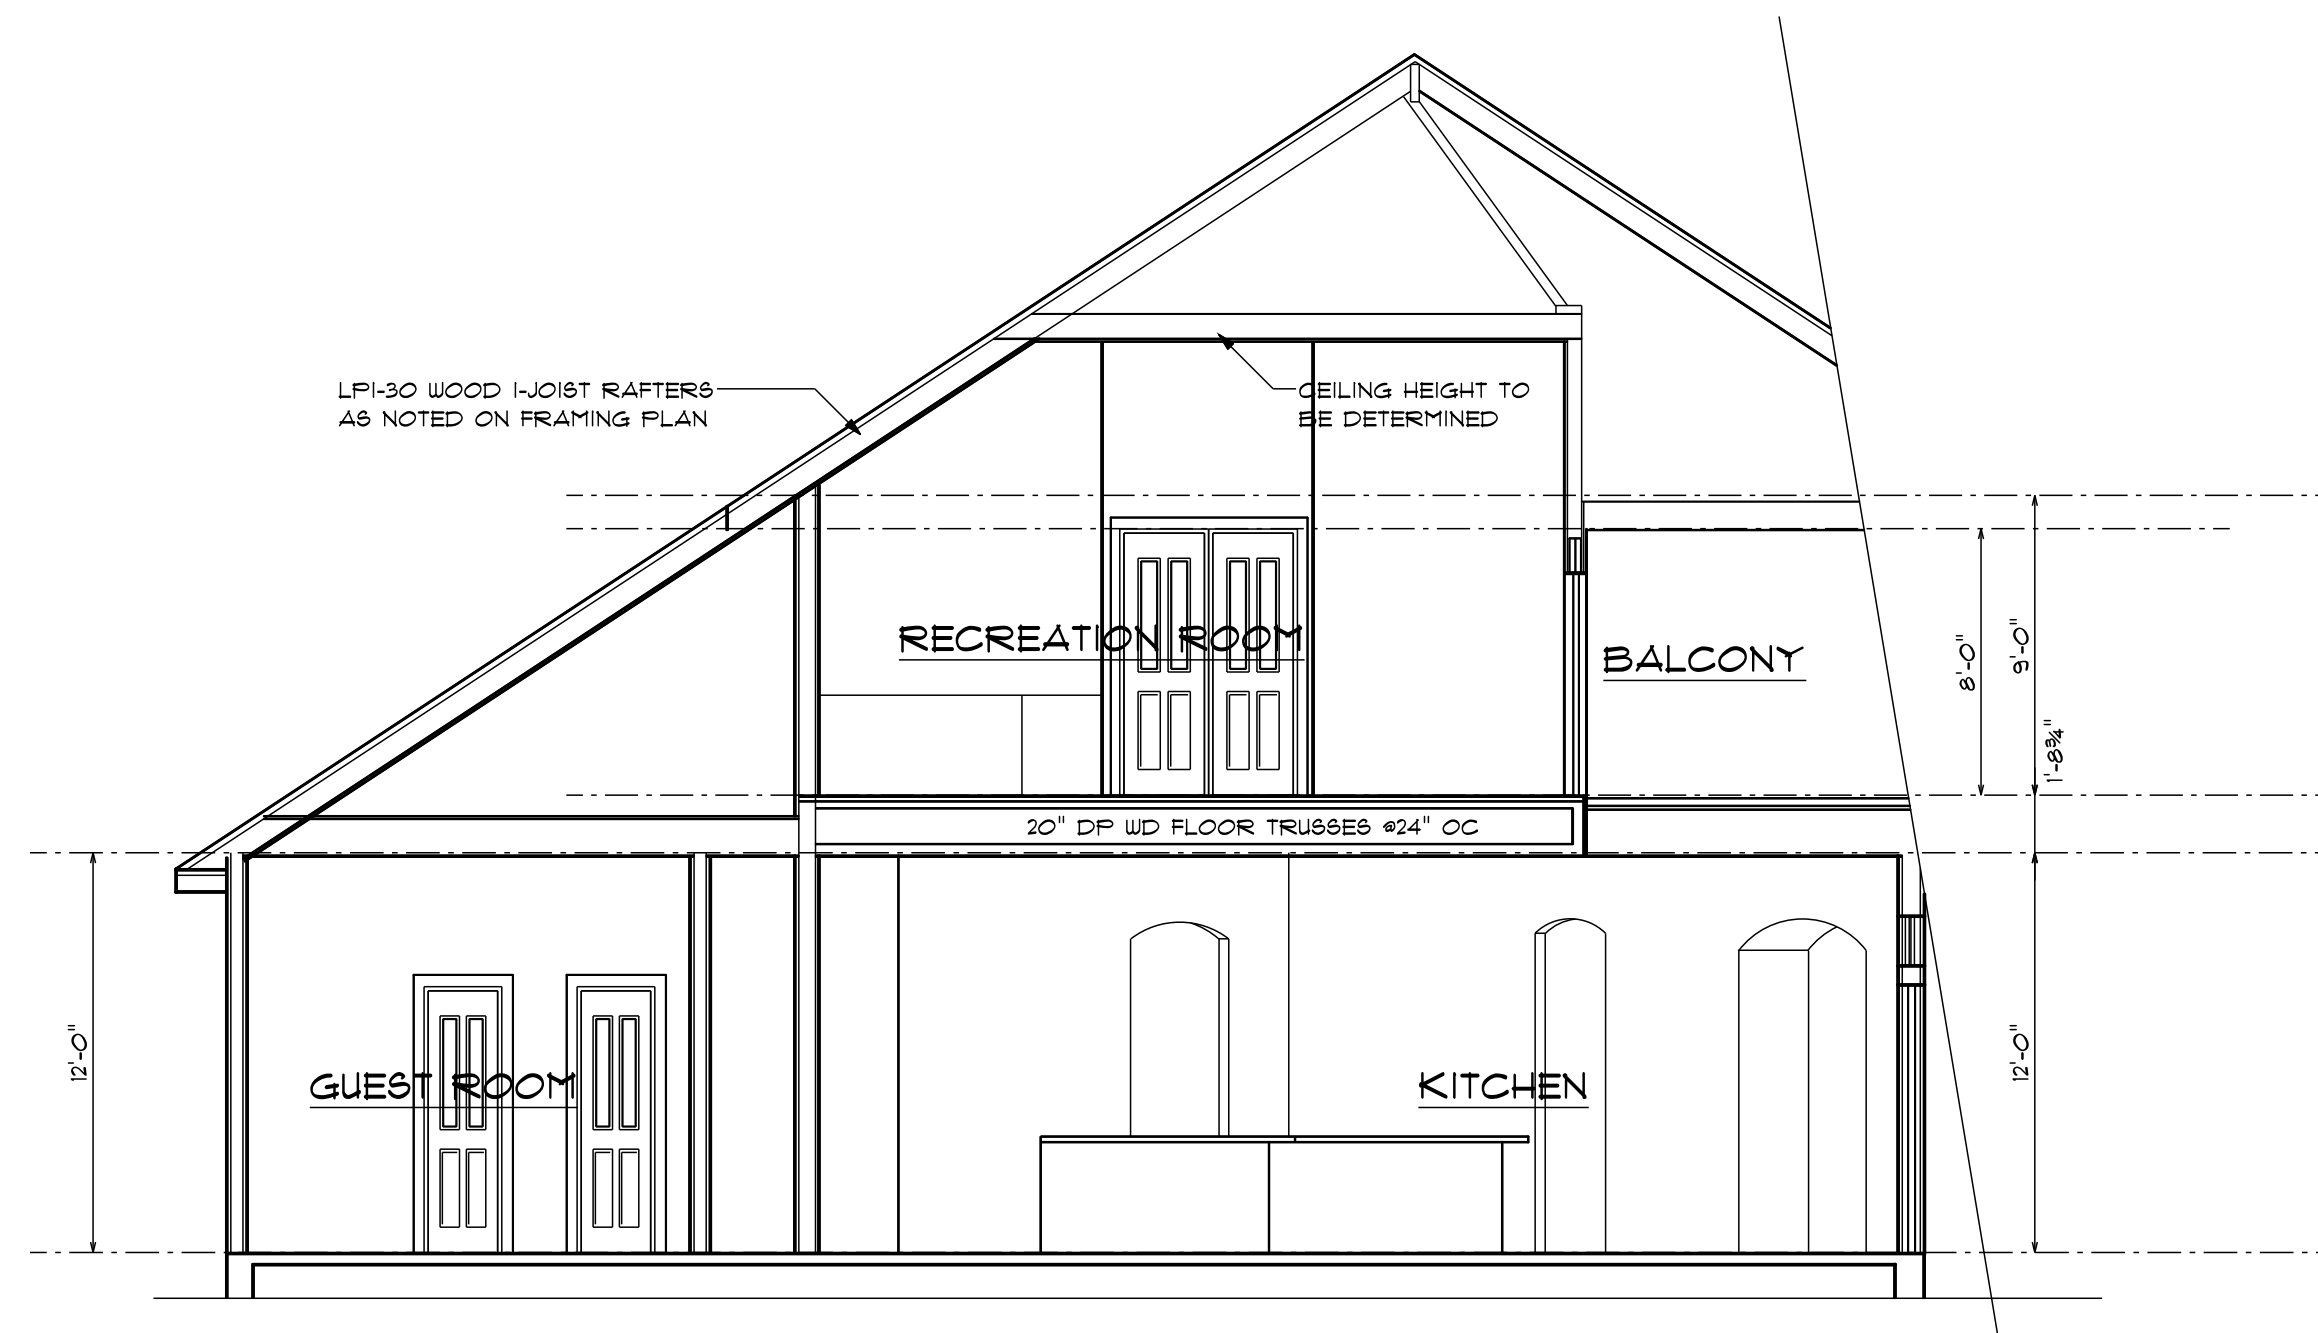 LPI-30 WOOD I-JOIST RAFTERS
AS NOTED ON FRAMING PLAN
CEILING HEIGHT TO
BE DETERMINED
RECREATION ROOM
BALCONY
8'-0"
9'-0"
1'-8¾"
20" DP WD FLOOR TRUSSES @24" OC
12'-0"
GUEST ROOM
KITCHEN
12'-0"